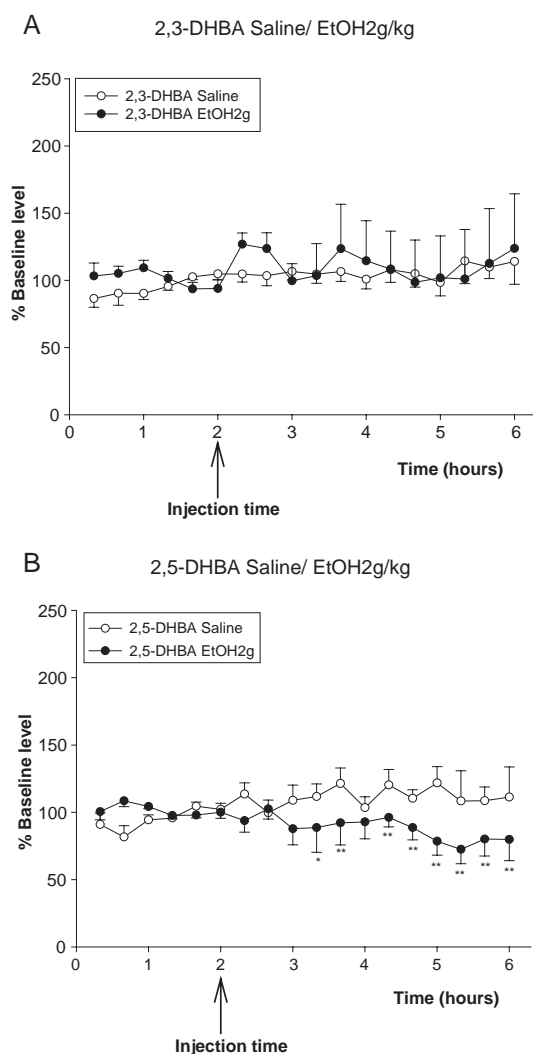 A
2,3-DHBA Saline/ EtOH2g/kg
250
200
150
100
50
0
% Baseline level
2,3-DHBA Saline
2,3-DHBA EtOH2g
0 1 2 3 4 5 6
Time (hours)
Injection time
B
2,5-DHBA Saline/ EtOH2g/kg
250
200
150
100
50
0
% Baseline level
2,5-DHBA Saline
2,5-DHBA EtOH2g
* ** ** ** ** ** ** **
0 1 2 3 4 5 6
Time (hours)
Injection time